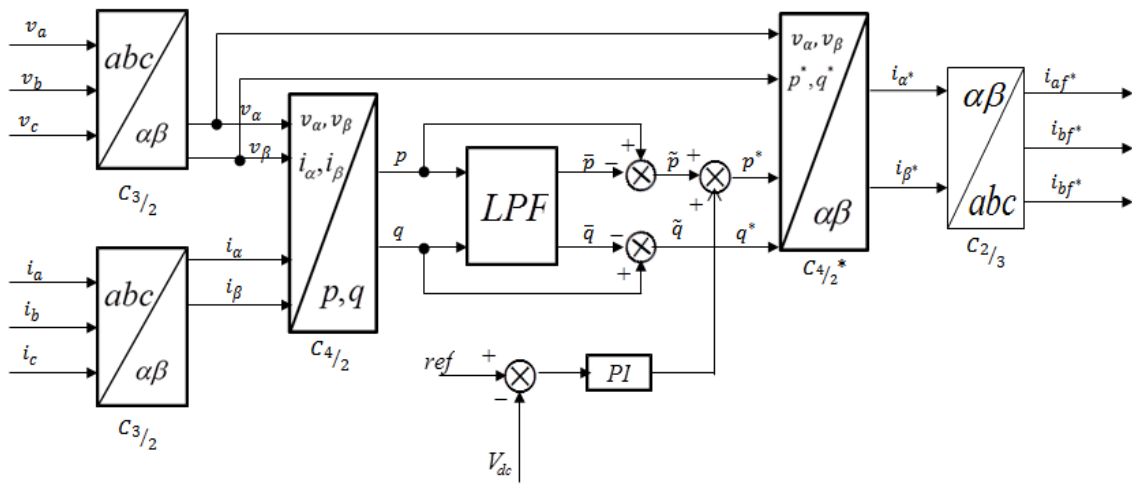 v_a
v_b
v_c
abc
αβ
C_3/2
v_α
v_β
i_a
i_b
i_c
abc
αβ
C_3/2
i_α
i_β
v_α, v_β
i_α, i_β
p,q
C_4/2
p
q
LPF
p̄
−
+
p̃
+
+
p*
q̄
−
+
q̃
q*
ref
+
−
V_dc
PI
v_α, v_β
p*, q*
αβ
C_4/2*
i_α*
i_β*
αβ
abc
C_2/3
i_af*
i_bf*
i_bf*